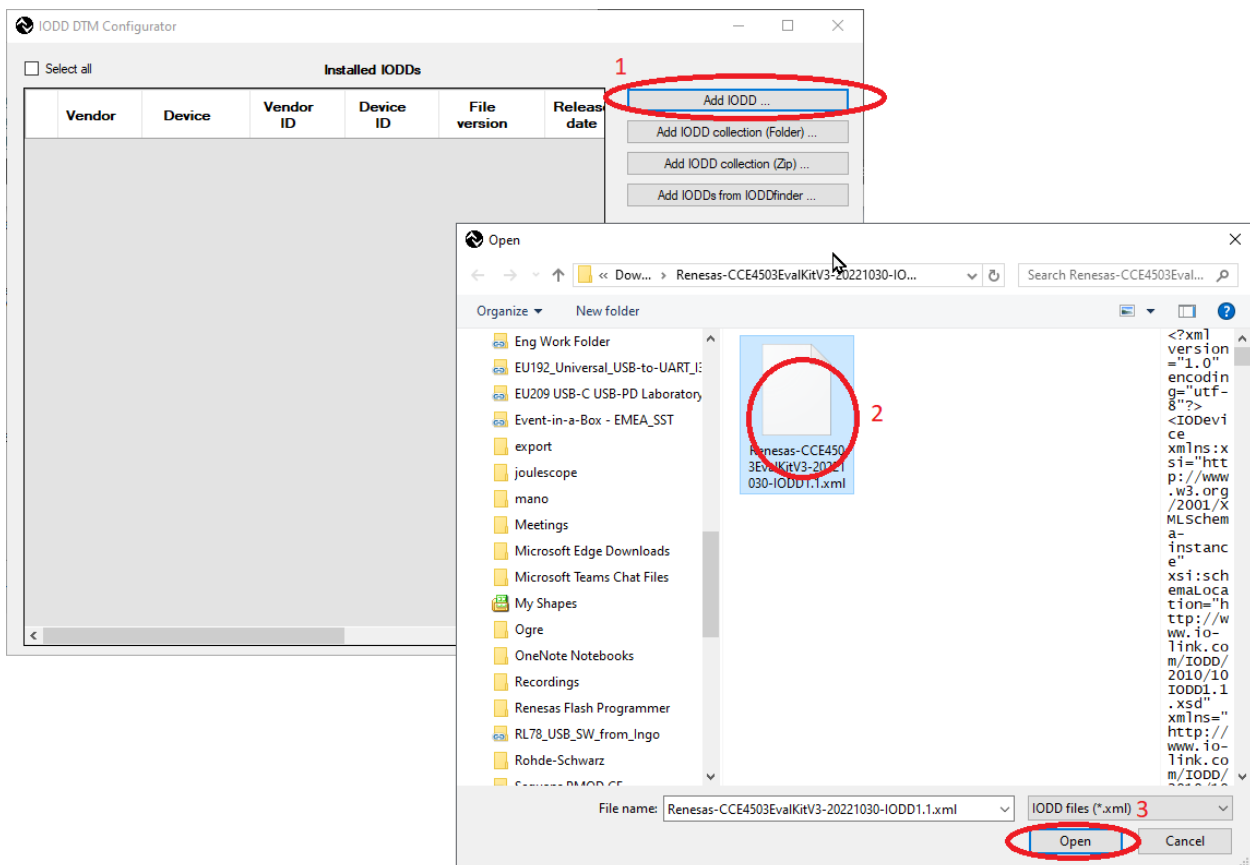 IODD DTM Configurator
Select all
Installed IODDs
1
Vendor
Device
Vendor ID
Device ID
File version
Release date
Add IODD ...
Add IODD collection (Folder) ...
Add IODD collection (Zip) ...
Add IODDs from IODDfinder ...
Open
« Dow... > Renesas-CCE4503EvalKitV3-20221030-IO...
Search Renesas-CCE4503Eval...
Organize
New folder
Eng Work Folder
EU192_Universal_USB-to-UART_I3
EU209 USB-C USB-PD Laboratory
Event-in-a-Box - EMEA_SST
export
joulescope
mano
Meetings
Microsoft Edge Downloads
Microsoft Teams Chat Files
My Shapes
Ogre
OneNote Notebooks
Recordings
Renesas Flash Programmer
RL78_USB_SW_from_Ingo
Rohde-Schwarz
2
Renesas-CCE450
3EvalKitV3-20221
030-IODD1.1.xml
<?xml
version
="1.0"
encodin
g="utf-
8"?>
<IODevi
ce
xmlns:x
si="htt
p://www
.w3.org
/2001/X
MLSchem
a-
instanc
e"
xsi:sch
emaLoca
tion="h
ttp://w
ww.io-
link.co
m/IODD/
2010/10
IODD1.1
.xsd"
xmlns="
http://
www.io-
link.co
m/IODD/
File name:
Renesas-CCE4503EvalKitV3-20221030-IODD1.1.xml
IODD files (*.xml)
3
Open
Cancel